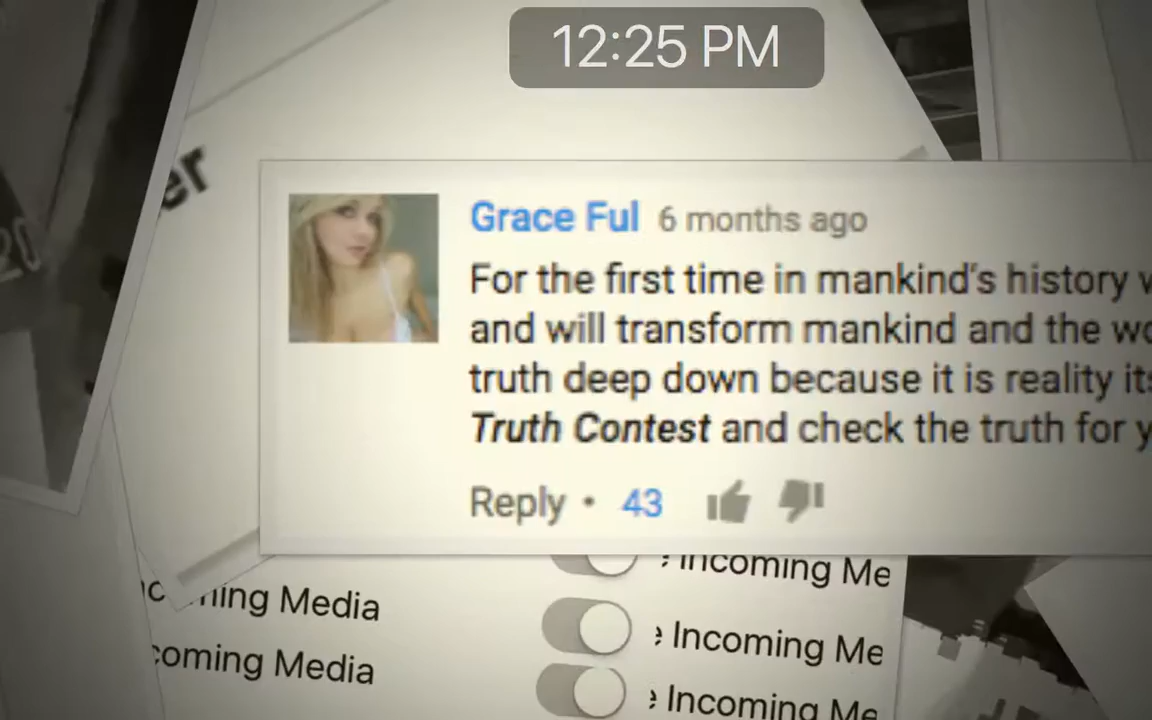 12:25 PM
er
20
Grace Ful 6 months ago
For the first time in mankind's history
and will transform mankind and the
truth deep down because it is reality
Truth Contest and check the truth for
Reply • 43
Incoming Me
ming Media
Incoming Me
coming Media
Incoming Me